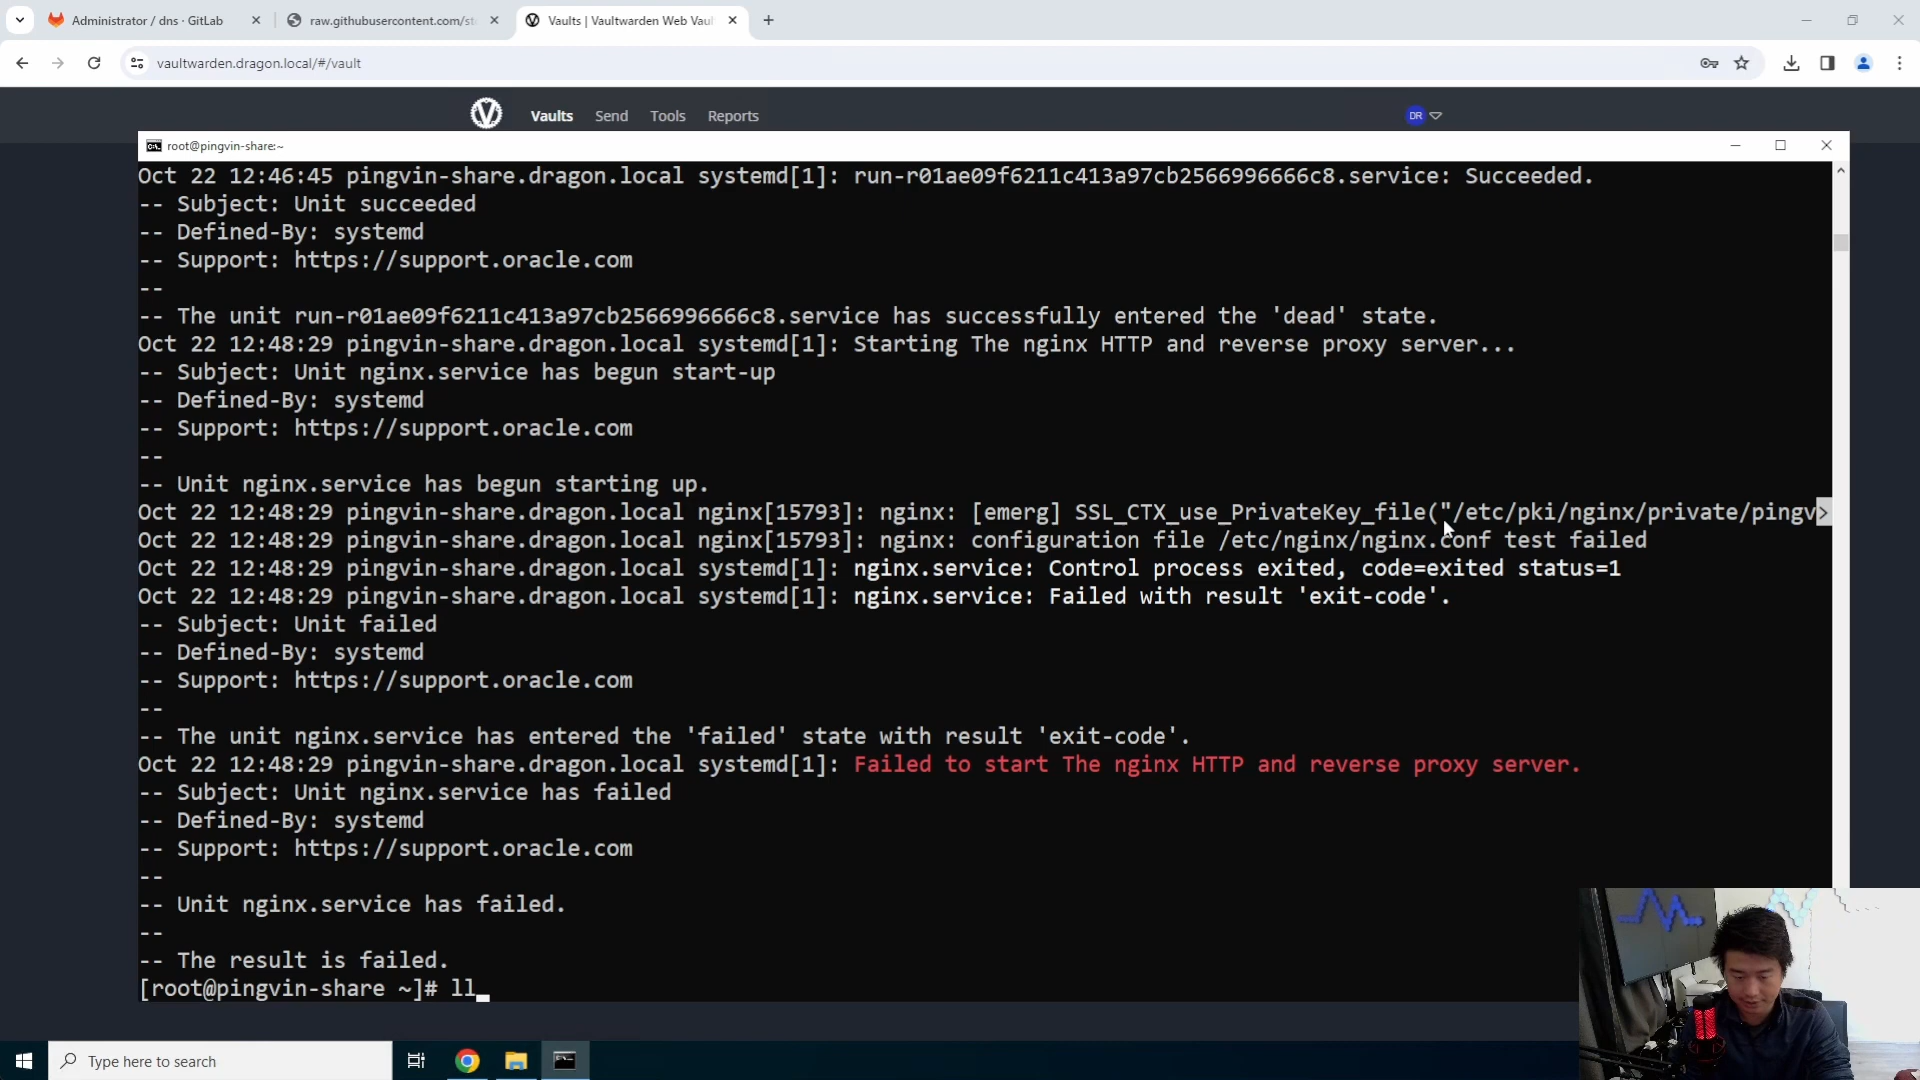 Administrator / dns · GitLab
raw.githubusercontent.com/st
Vaults | Vaultwarden Web Vau
vaultwarden.dragon.local/#/vault
Vaults Send Tools Reports DR
root@pingvin-share:~
Oct 22 12:46:45 pingvin-share.dragon.local systemd[1]: run-r01ae09f6211c413a97cb2566996666c8.service: Succeeded.
-- Subject: Unit succeeded
-- Defined-By: systemd
-- Support: https://support.oracle.com
--
-- The unit run-r01ae09f6211c413a97cb2566996666c8.service has successfully entered the 'dead' state.
Oct 22 12:48:29 pingvin-share.dragon.local systemd[1]: Starting The nginx HTTP and reverse proxy server...
-- Subject: Unit nginx.service has begun start-up
-- Defined-By: systemd
-- Support: https://support.oracle.com
--
-- Unit nginx.service has begun starting up.
Oct 22 12:48:29 pingvin-share.dragon.local nginx[15793]: nginx: [emerg] SSL_CTX_use_PrivateKey_file("/etc/pki/nginx/private/pingv>
Oct 22 12:48:29 pingvin-share.dragon.local nginx[15793]: nginx: configuration file /etc/nginx/nginx.conf test failed
Oct 22 12:48:29 pingvin-share.dragon.local systemd[1]: nginx.service: Control process exited, code=exited status=1
Oct 22 12:48:29 pingvin-share.dragon.local systemd[1]: nginx.service: Failed with result 'exit-code'.
-- Subject: Unit failed
-- Defined-By: systemd
-- Support: https://support.oracle.com
--
-- The unit nginx.service has entered the 'failed' state with result 'exit-code'.
Oct 22 12:48:29 pingvin-share.dragon.local systemd[1]: Failed to start The nginx HTTP and reverse proxy server.
-- Subject: Unit nginx.service has failed
-- Defined-By: systemd
-- Support: https://support.oracle.com
--
-- Unit nginx.service has failed.
--
-- The result is failed.
[root@pingvin-share ~]# ll
Type here to search